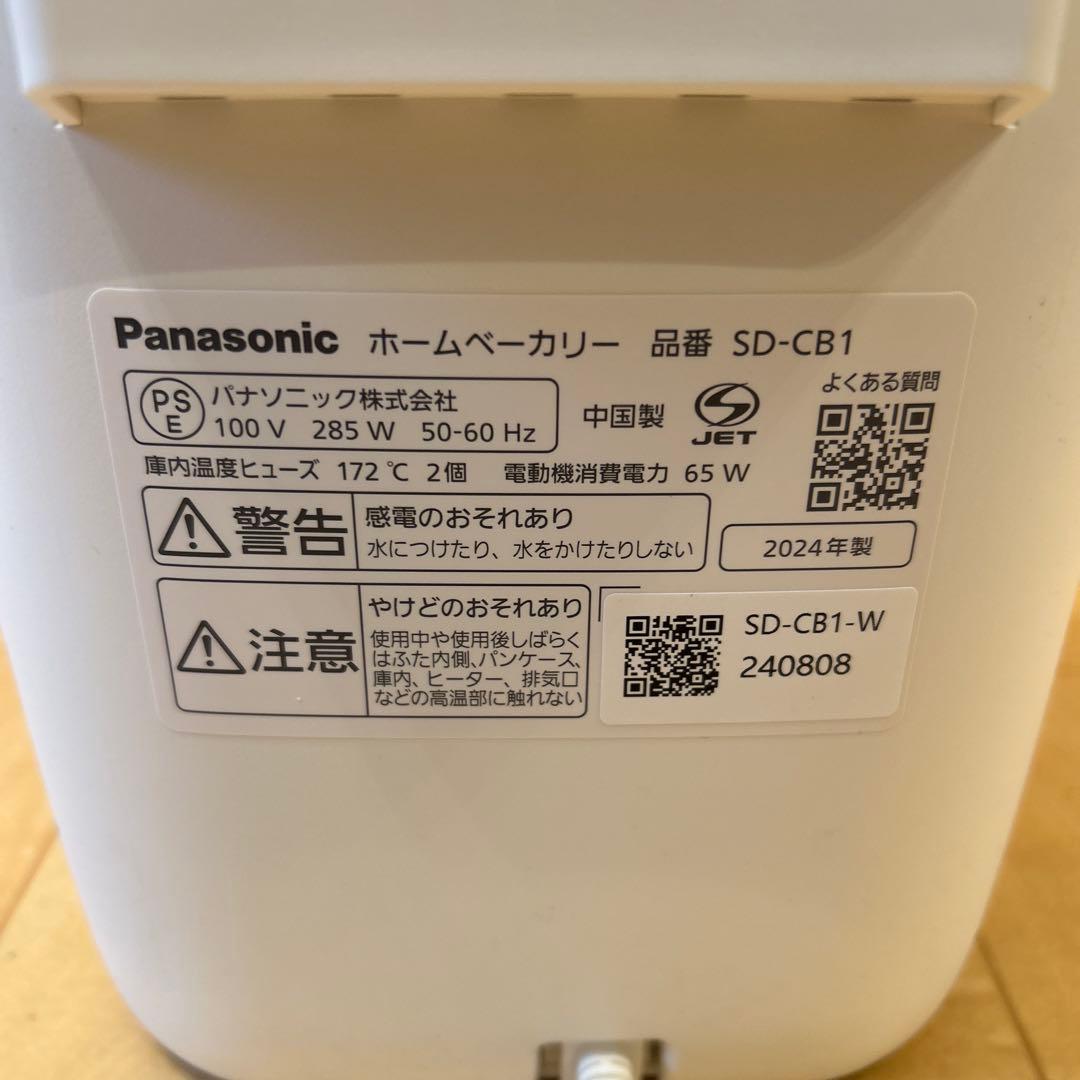 Panasonic ホームベーカリー 品番 SD-CB1
PS E パナソニック株式会社
100 V 285 W 50-60 Hz
中国製
JET
よくある質問
庫内温度ヒューズ 172 ℃ 2個 電動機消費電力 65 W
警告
感電のおそれあり
水につけたり、水をかけたりしない
2024年製
注意
やけどのおそれあり
使用中や使用後しばらく
はふた内側、パンケース、
庫内、ヒーター、排気口
などの高温部に触れない
SD-CB1-W
240808